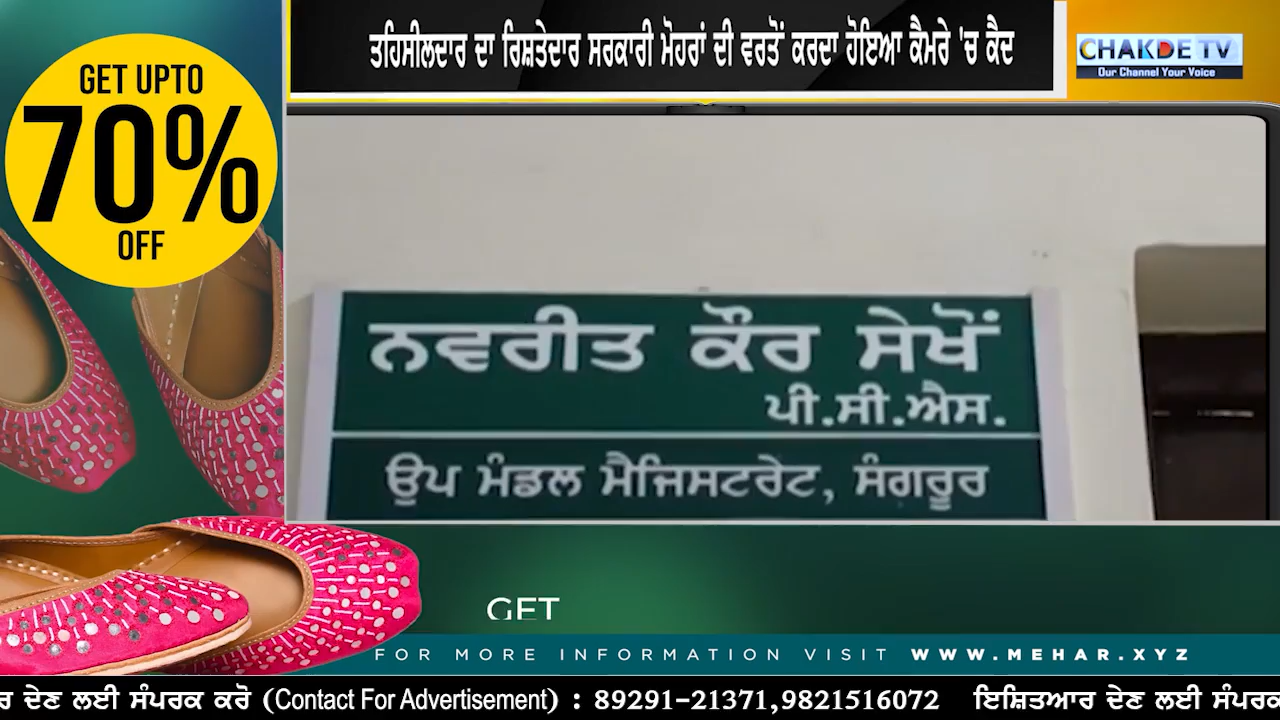 GET UPTO
70%
OFF
ਤਹਿਸੀਲਦਾਰ ਦਾ ਰਿਸ਼ਤੇਦਾਰ ਸਰਕਾਰੀ ਮੋਹਰਾਂ ਦੀ ਵਰਤੋਂ ਕਰਦਾ ਹੋਇਆ ਕੈਮਰੇ 'ਚ ਕੈਦ
CHAKDE TV
Our Channel Your Voice
ਨਵਰੀਤ ਕੌਰ ਸੇਖੋਂ
ਪੀ.ਸੀ.ਐਸ.
ਉਪ ਮੰਡਲ ਮੈਜਿਸਟਰੇਟ, ਸੰਗਰੂਰ
GET
FOR MORE INFORMATION VISIT WWW.MEHAR.XYZ
ਰ ਦੇਣ ਲਈ ਸੰਪਰਕ ਕਰੋ (Contact For Advertisement) : 89291-21371,9821516072 ਇਸ਼ਤਿਆਰ ਦੇਣ ਲਈ ਸੰਪਰਕ